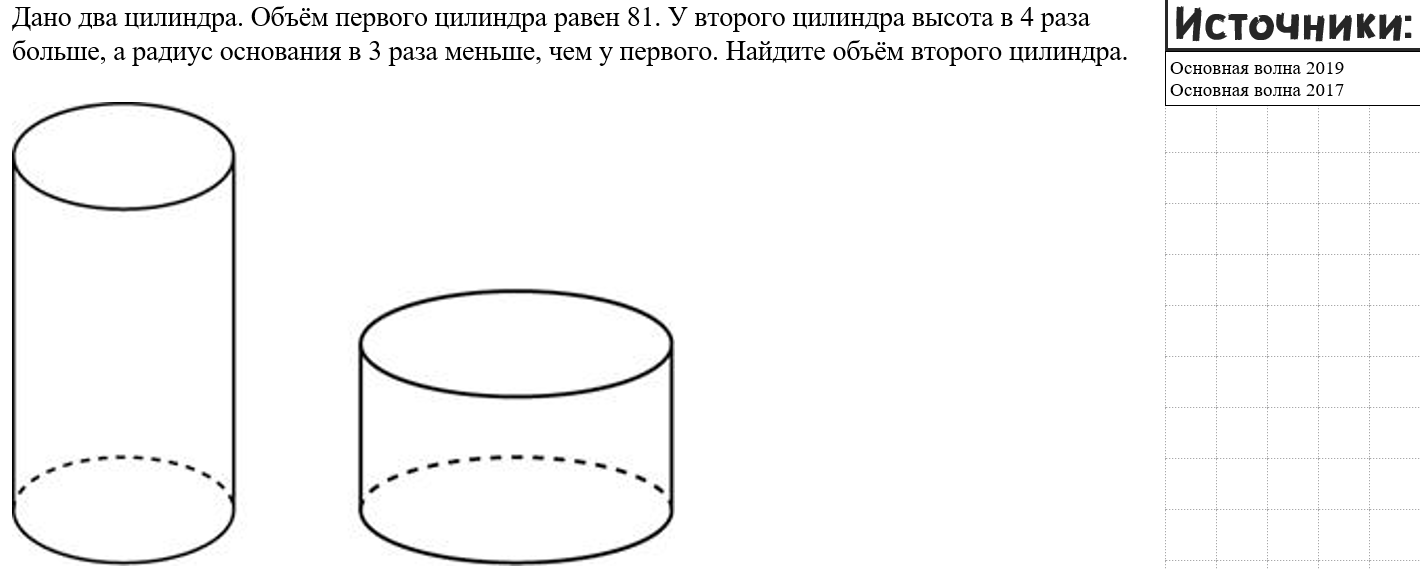 Дано два цилиндра. Объём первого цилиндра равен 81. У второго цилиндра высота в 4 раза
больше, а радиус основания в 3 раза меньше, чем у первого. Найдите объём второго цилиндра.
Источники:
Основная волна 2019
Основная волна 2017